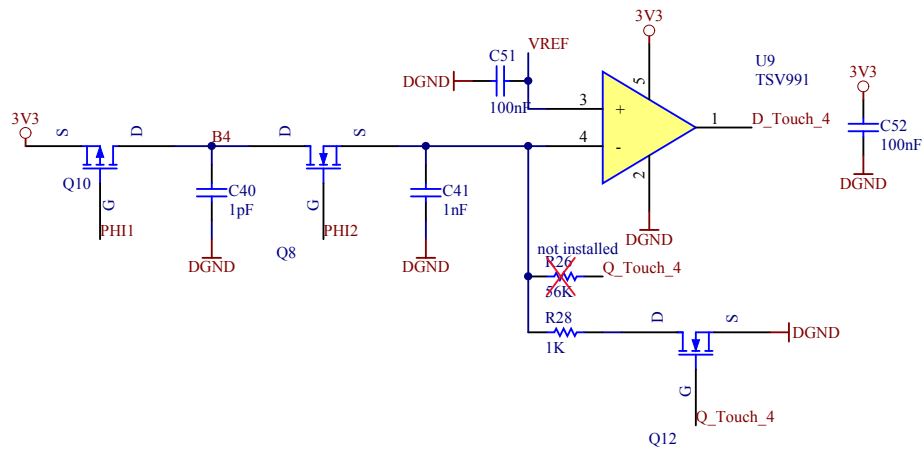 3V3
C51
VREF
U9
TSV991
DGND
100nF
3V3
5
3
+
1
D_Touch_4
C52
100nF
3V3
S
D
B4
D
S
4
-
2
DGND
Q10
C40
1pF
C41
1nF
G
G
PHI1
PHI2
Q8
DGND
DGND
DGND
not installed
R26
Q_Touch_4
56K
R28
1K
D
S
DGND
G
Q_Touch_4
Q12